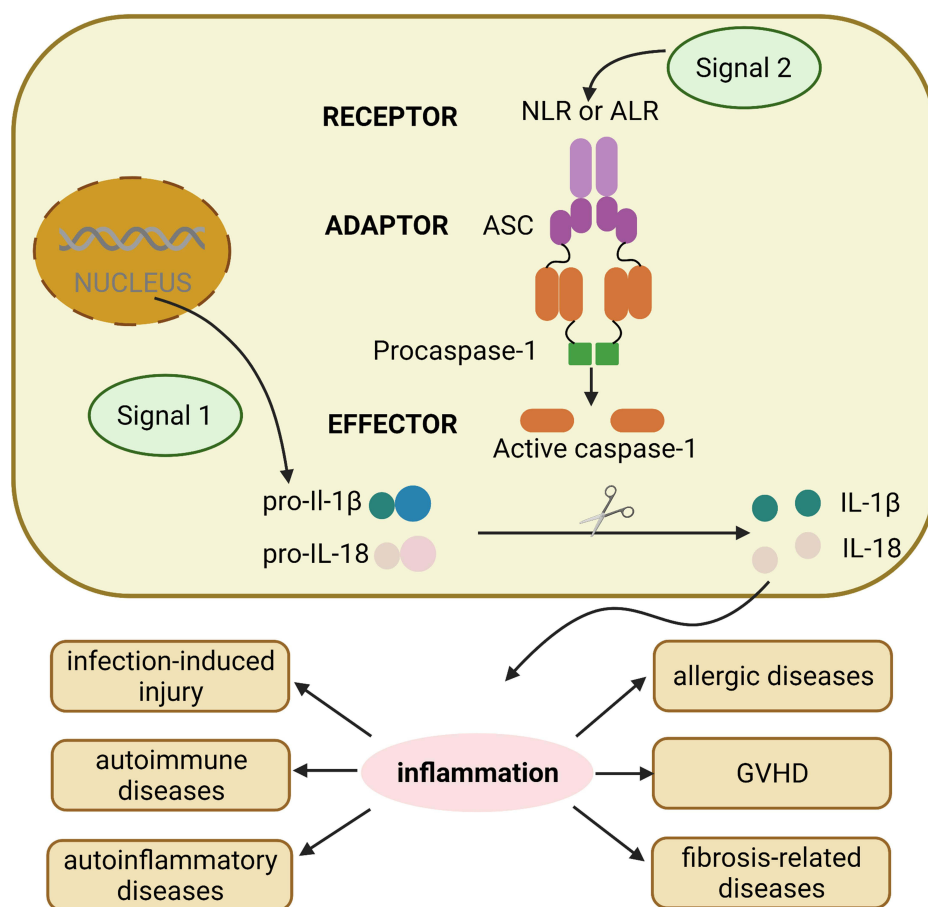 Signal 2
RECEPTOR
NLR or ALR
ADAPTOR
ASC
NUCLEUS
Procaspase-1
Signal 1
EFFECTOR
Active caspase-1
pro-Il-1β
IL-1β
pro-IL-18
IL-18
infection-induced
injury
allergic diseases
autoimmune
diseases
inflammation
GVHD
autoinflammatory
diseases
fibrosis-related
diseases